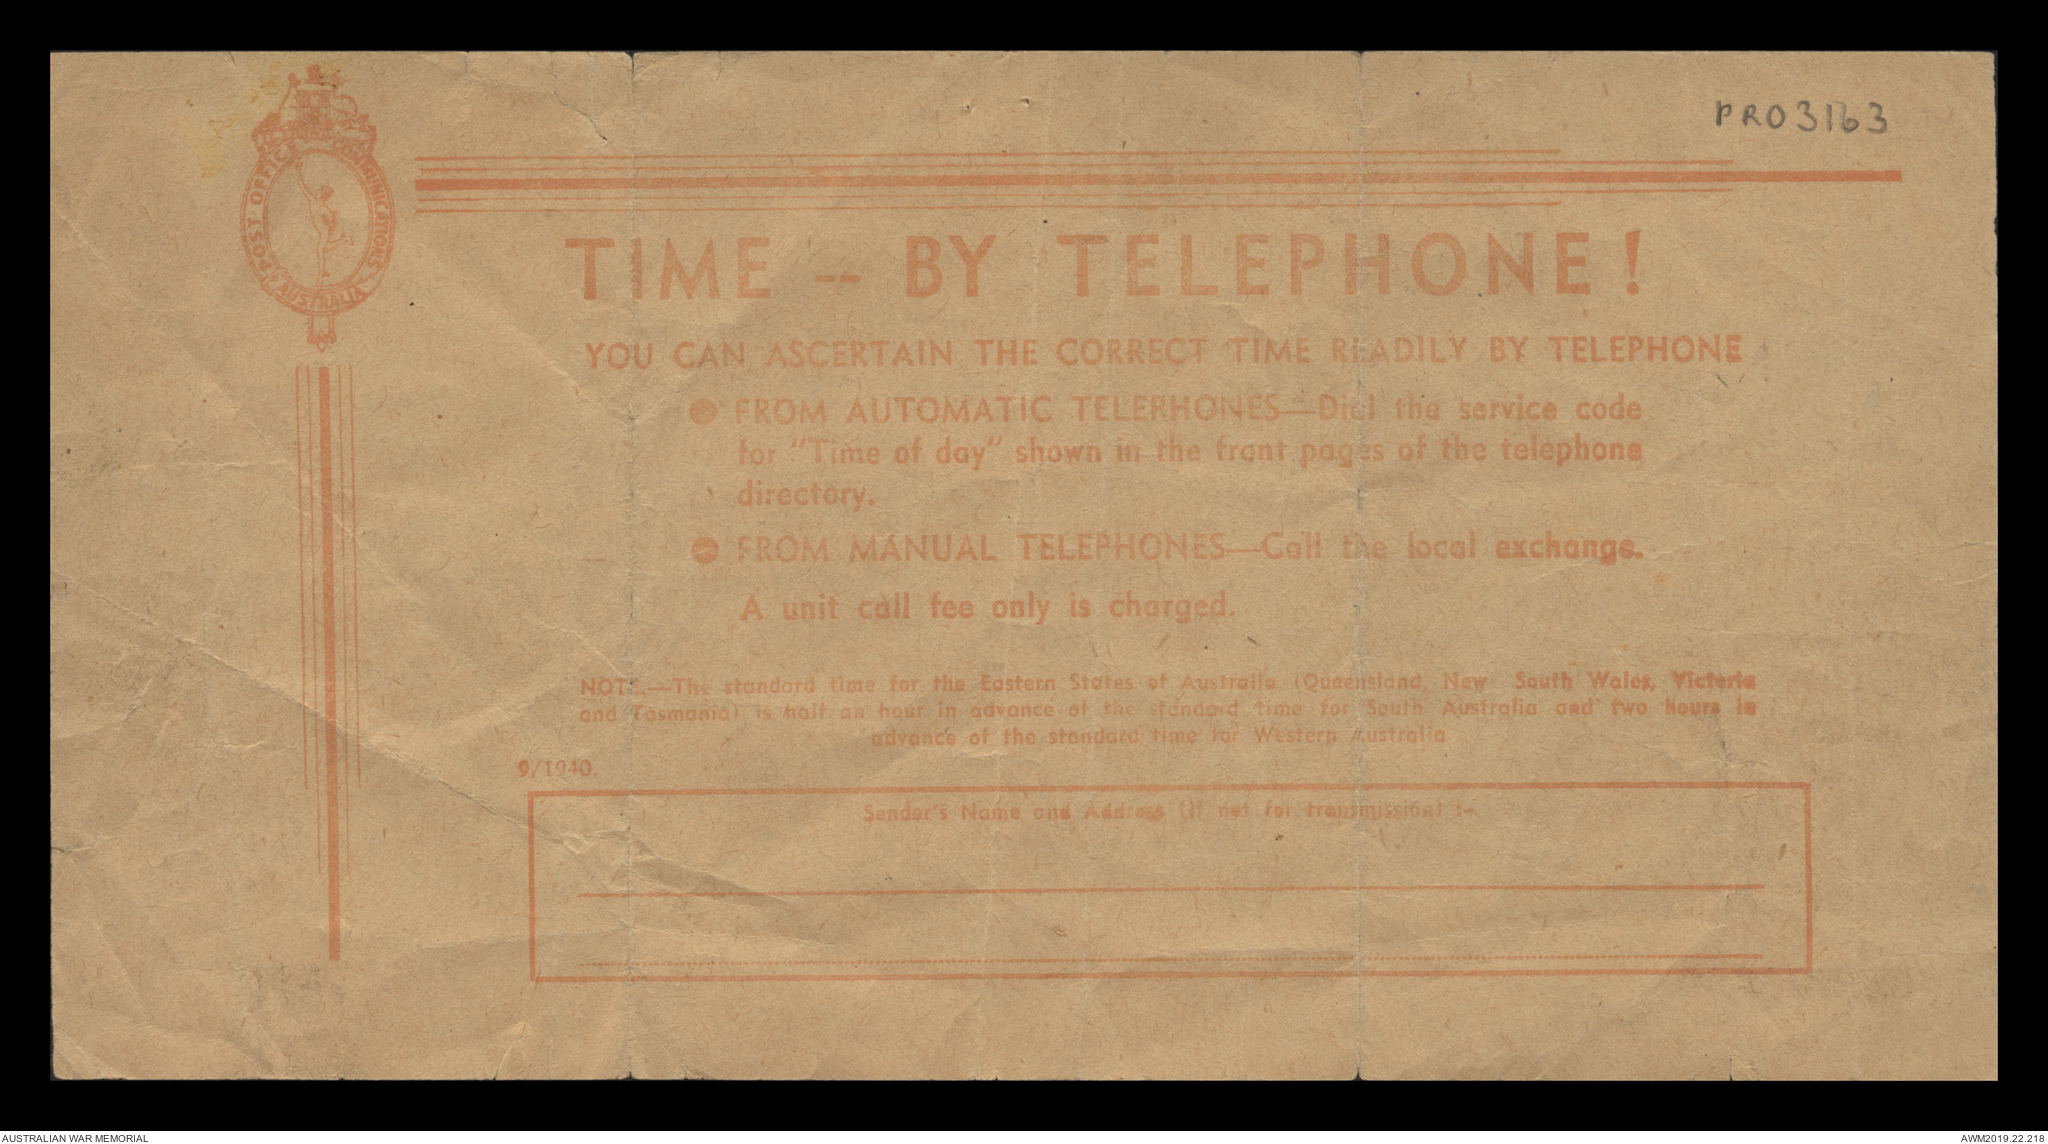 PR03163
POST OFFICE COMMUNICATIONS
AUSTRALIA
TIME -- BY TELEPHONE!
YOU CAN ASCERTAIN THE CORRECT TIME READILY BY TELEPHONE
● FROM AUTOMATIC TELEPHONES—Dial the service code
for "Time of day" shown in the front pages of the telephone
directory.
● FROM MANUAL TELEPHONES—Call the local exchange.
A unit call fee only is charged.
NOTE.—The standard time for the Eastern States of Australia (Queensland, New South Wales, Victoria
and Tasmania) is half an hour in advance of the standard time for South Australia and two hours in
advance of the standard time for Western Australia
9/1940.
Sender's Name and Address (if not for transmission) :-
AUSTRALIAN WAR MEMORIAL
AWM2019.22.218